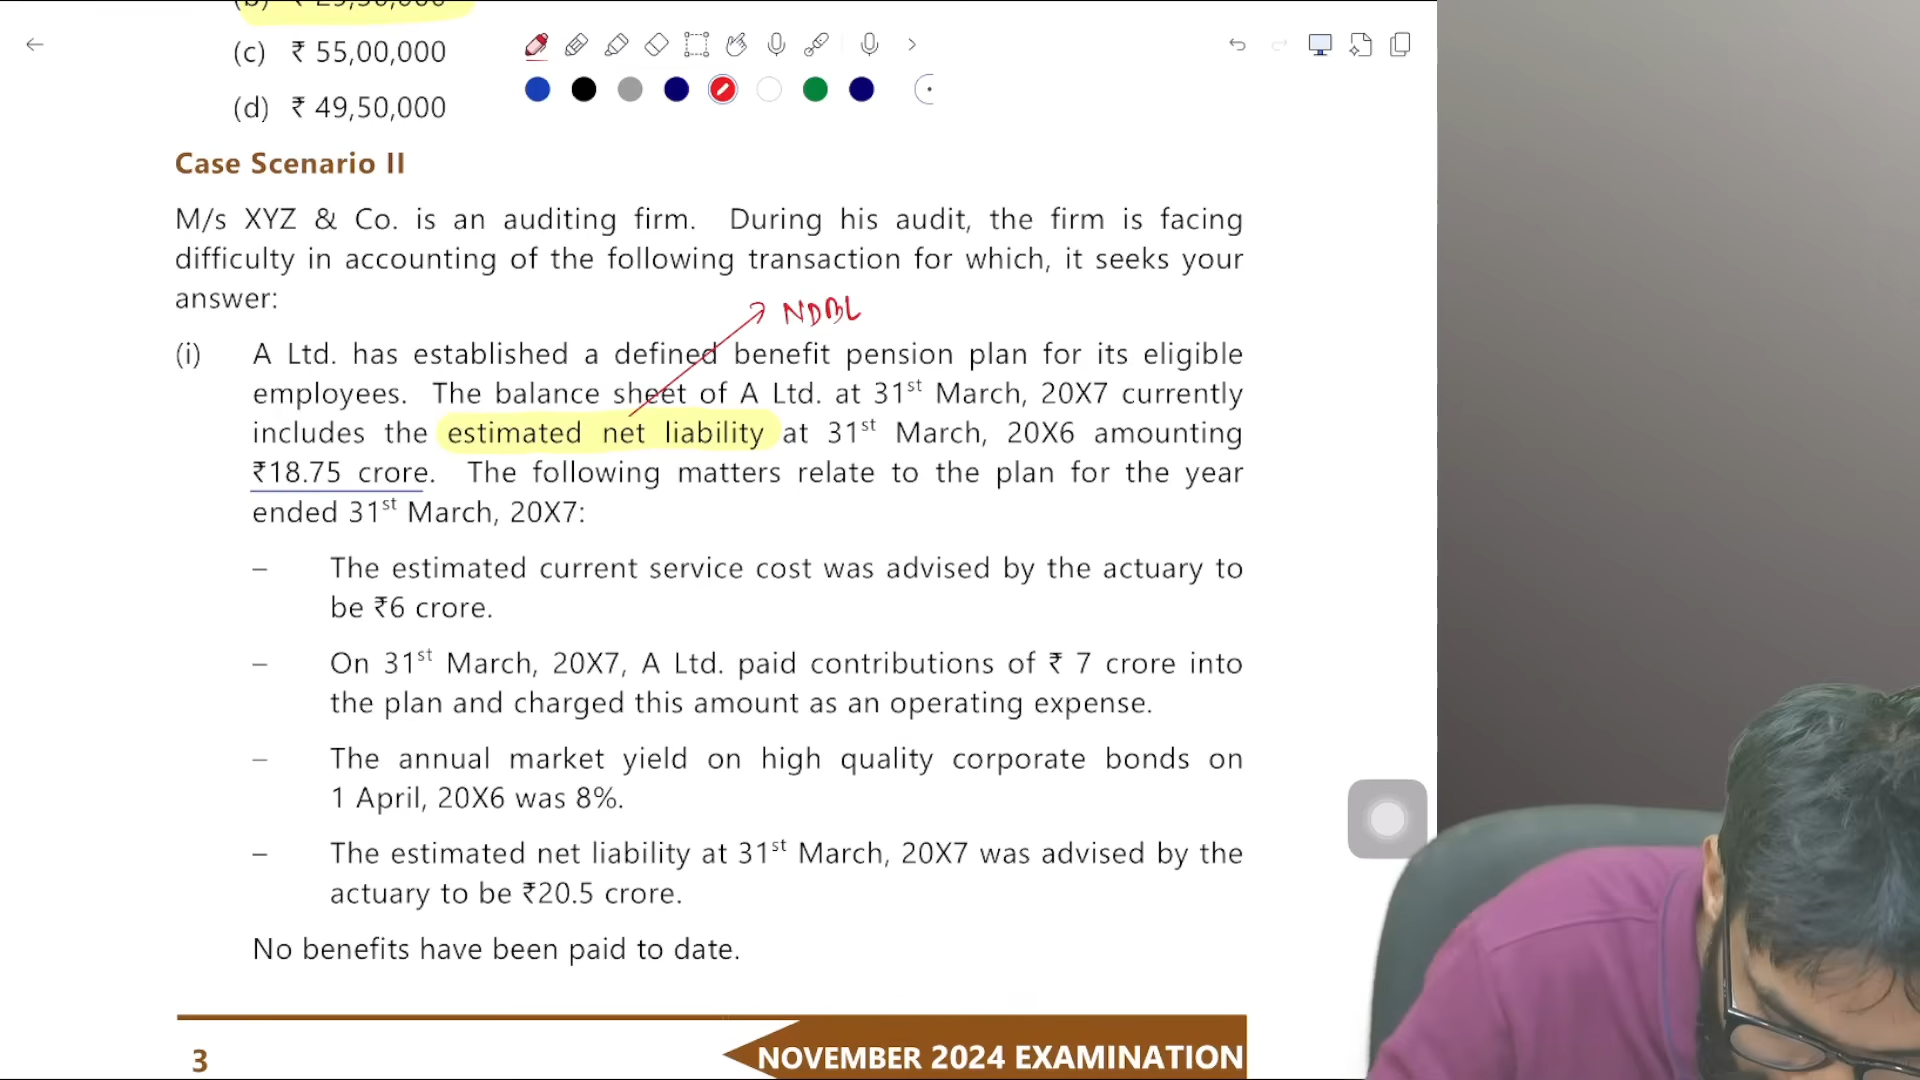 (b) ₹
(c) ₹ 55,00,000
(d) ₹ 49,50,000
Case Scenario II
M/s XYZ & Co. is an auditing firm. During his audit, the firm is facing
difficulty in accounting of the following transaction for which, it seeks your
answer:
NDBL
(i) A Ltd. has established a defined benefit pension plan for its eligible
employees. The balance sheet of A Ltd. at 31st March, 20X7 currently
includes the estimated net liability at 31st March, 20X6 amounting
₹18.75 crore. The following matters relate to the plan for the year
ended 31st March, 20X7:
– The estimated current service cost was advised by the actuary to
be ₹6 crore.
– On 31st March, 20X7, A Ltd. paid contributions of ₹ 7 crore into
the plan and charged this amount as an operating expense.
– The annual market yield on high quality corporate bonds on
1 April, 20X6 was 8%.
– The estimated net liability at 31st March, 20X7 was advised by the
actuary to be ₹20.5 crore.
No benefits have been paid to date.
3
NOVEMBER 2024 EXAMINATION